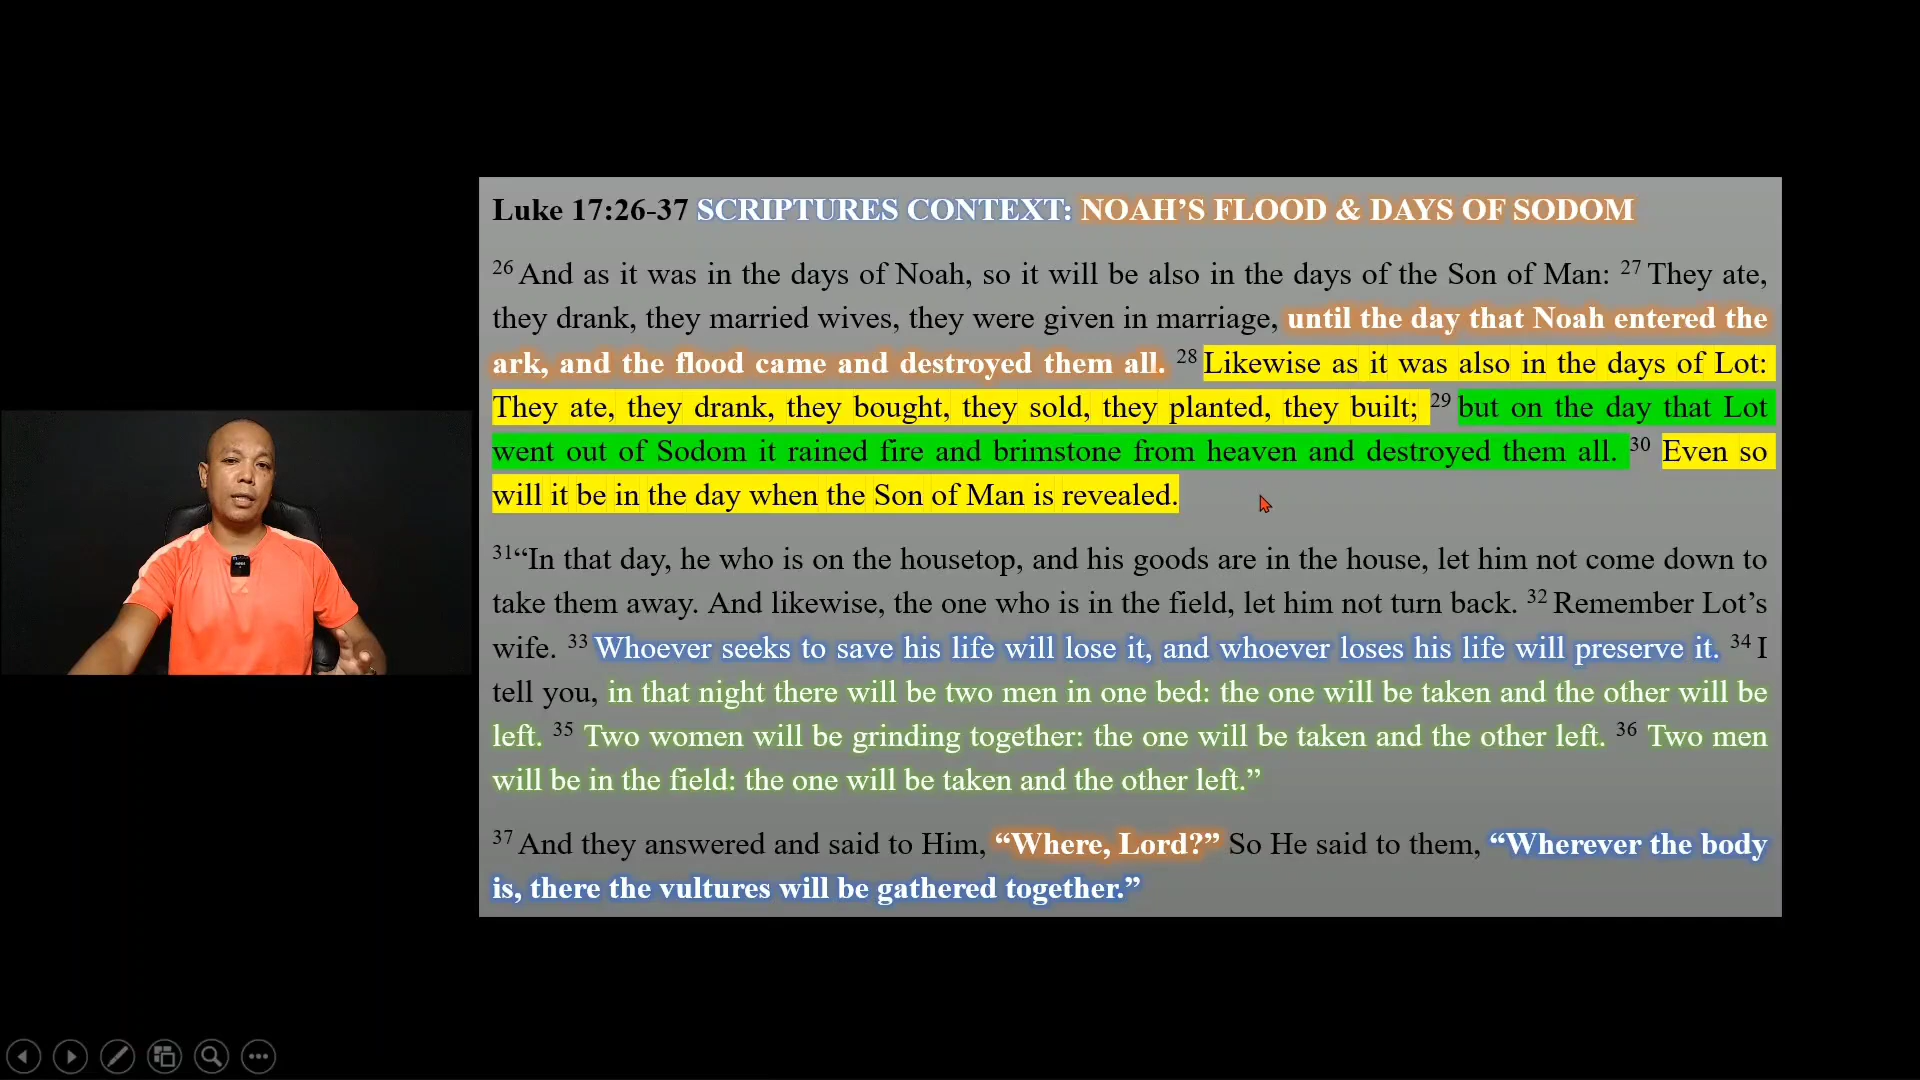 Luke 17:26-37 SCRIPTURES CONTEXT: NOAH’S FLOOD & DAYS OF SODOM
26 And as it was in the days of Noah, so it will be also in the days of the Son of Man: 27 They ate,
they drank, they married wives, they were given in marriage, until the day that Noah entered the
ark, and the flood came and destroyed them all. 28 Likewise as it was also in the days of Lot:
They ate, they drank, they bought, they sold, they planted, they built; 29 but on the day that Lot
went out of Sodom it rained fire and brimstone from heaven and destroyed them all. 30 Even so
will it be in the day when the Son of Man is revealed.
31 “In that day, he who is on the housetop, and his goods are in the house, let him not come down to
take them away. And likewise, the one who is in the field, let him not turn back. 32 Remember Lot’s
wife. 33 Whoever seeks to save his life will lose it, and whoever loses his life will preserve it. 34 I
tell you, in that night there will be two men in one bed: the one will be taken and the other will be
left. 35 Two women will be grinding together: the one will be taken and the other left. 36 Two men
will be in the field: the one will be taken and the other left.”
37 And they answered and said to Him, “Where, Lord?” So He said to them, “Wherever the body
is, there the vultures will be gathered together.”